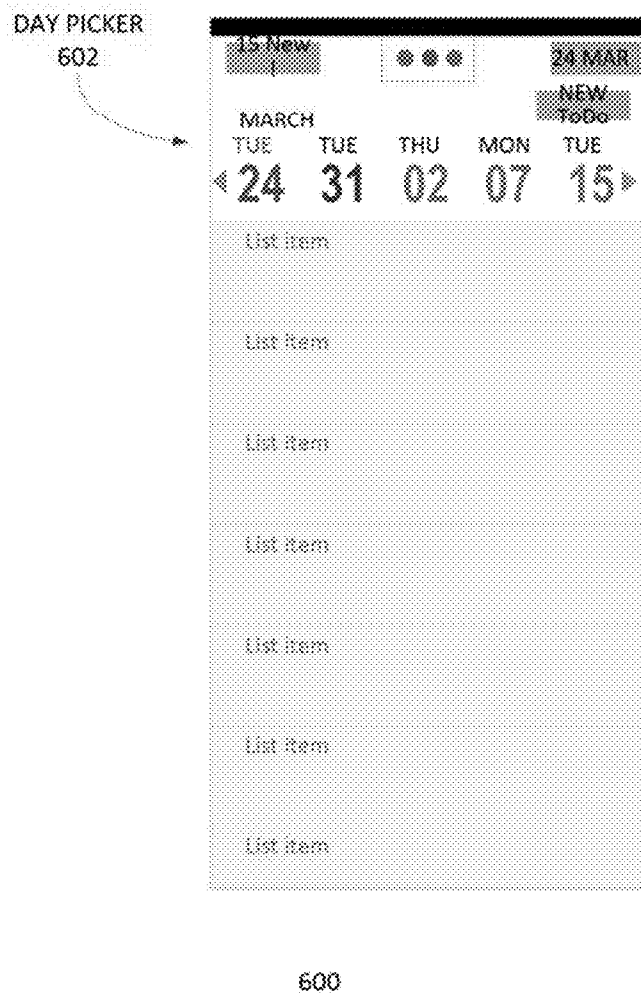 DAY PICKER
602
15 New
24 MAR
NEW
ToDo
MARCH
TUE TUE THU MON TUE
24 31 02 07 15
List item
List item
List item
List item
List item
List item
List item
600